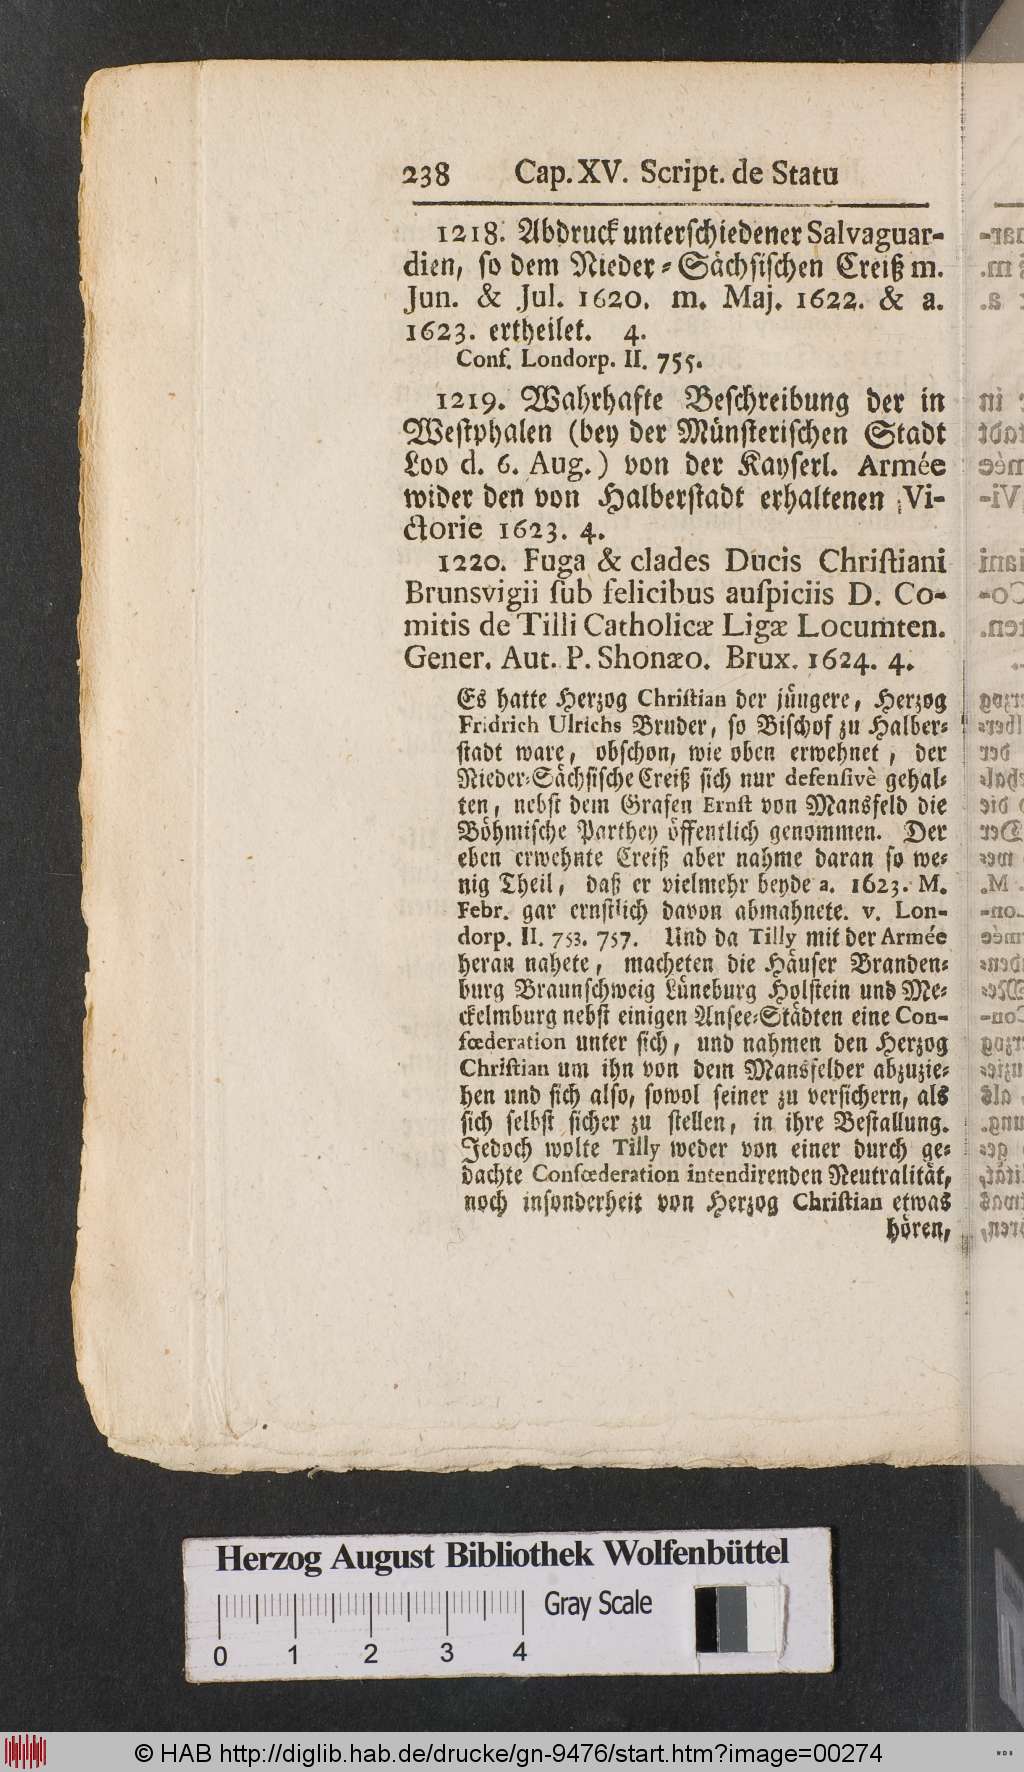 238 Cap. XV. Script. de Statu
1218. Abdruck unterschiedener Salvaguar-
dien, so dem Nieder-Sächsischen Creiß m.
Jun. & Jul. 1620. m. Maj. 1622. & a.
1623. ertheilet. 4.
Conf. Londorp. II. 755.
1219. Wahrhafte Beschreibung der in
Westphalen (bey der Münsterischen Stadt
Loo d. 6. Aug.) von der Kayserl. Armée
wider den von Halberstadt erhaltenen Vi-
ctorie 1623. 4.
1220. Fuga & clades Ducis Christiani
Brunsvigii sub felicibus auspiciis D. Co-
mitis de Tilli Catholicæ Ligæ Locumten.
Gener. Aut. P. Shonæo. Brux. 1624. 4.
Es hatte Herzog Christian der jüngere, Herzog
Fridrich Ulrichs Bruder, so Bischof zu Halber-
stadt ware, obschon, wie oben erwehnet, der
Nieder-Sächsische Creiß sich nur defensivè gehal-
ten, nebst dem Grafen Ernst von Mansfeld die
Böhmische Parthey öffentlich genommen. Der
eben erwehnte Creiß aber nahme daran so we-
nig Theil, daß er vielmehr beyde a. 1623. M.
Febr. gar ernstlich davon abmahnete. v. Lon-
dorp. II. 753. 757. Und da Tilly mit der Armée
heran nahete, macheten die Häuser Branden-
burg Braunschweig Lüneburg Holstein und Me-
ckelmburg nebst einigen Ansee-Städten eine Con-
fœderation unter sich, und nahmen den Herzog
Christian um ihn von dem Mansfelder abzuzie-
hen und sich also, sowol seiner zu versichern, als
sich selbst sicher zu stellen, in ihre Bestallung.
Jedoch wolte Tilly weder von einer durch ge-
dachte Confœderation intendirenden Neutralität,
noch insonderheit von Herzog Christian etwas
hören,
Herzog August Bibliothek Wolfenbüttel
Gray Scale
0 1 2 3 4
© HAB http://diglib.hab.de/drucke/gn-9476/start.htm?image=00274